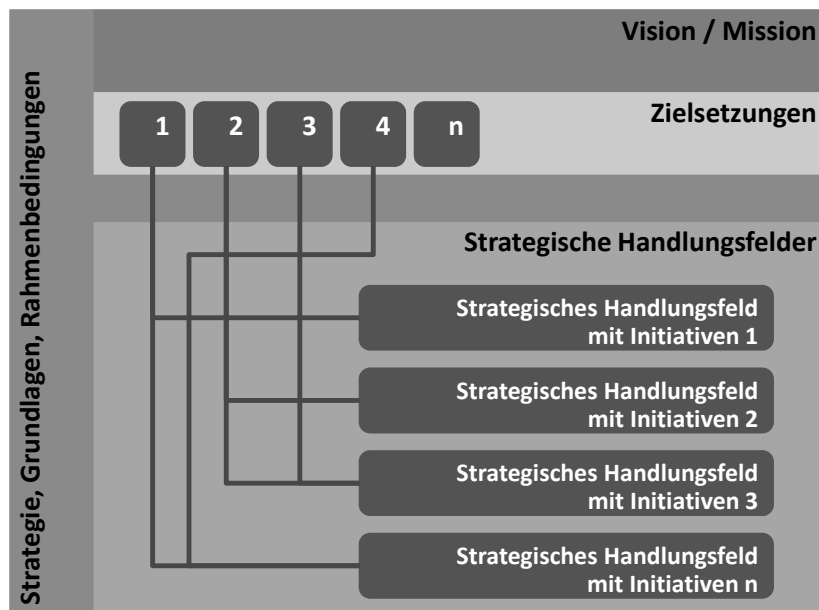 Vision / Mission
Zielsetzungen
1
2
3
4
n
Strategische Handlungsfelder
Strategisches Handlungsfeld
mit Initiativen 1
Strategisches Handlungsfeld
mit Initiativen 2
Strategisches Handlungsfeld
mit Initiativen 3
Strategisches Handlungsfeld
mit Initiativen n
Strategie, Grundlagen, Rahmenbedingungen